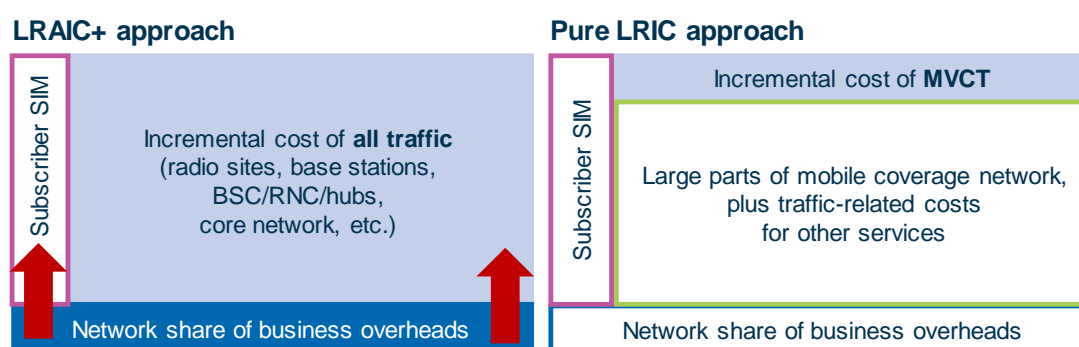 LRAIC+ approach
Subscriber SIM
Incremental cost of all traffic
(radio sites, base stations,
BSC/RNC/hubs,
core network, etc.)
Network share of business overheads
Pure LRIC approach
Subscriber SIM
Incremental cost of MVCT
Large parts of mobile coverage network,
plus traffic-related costs
for other services
Network share of business overheads